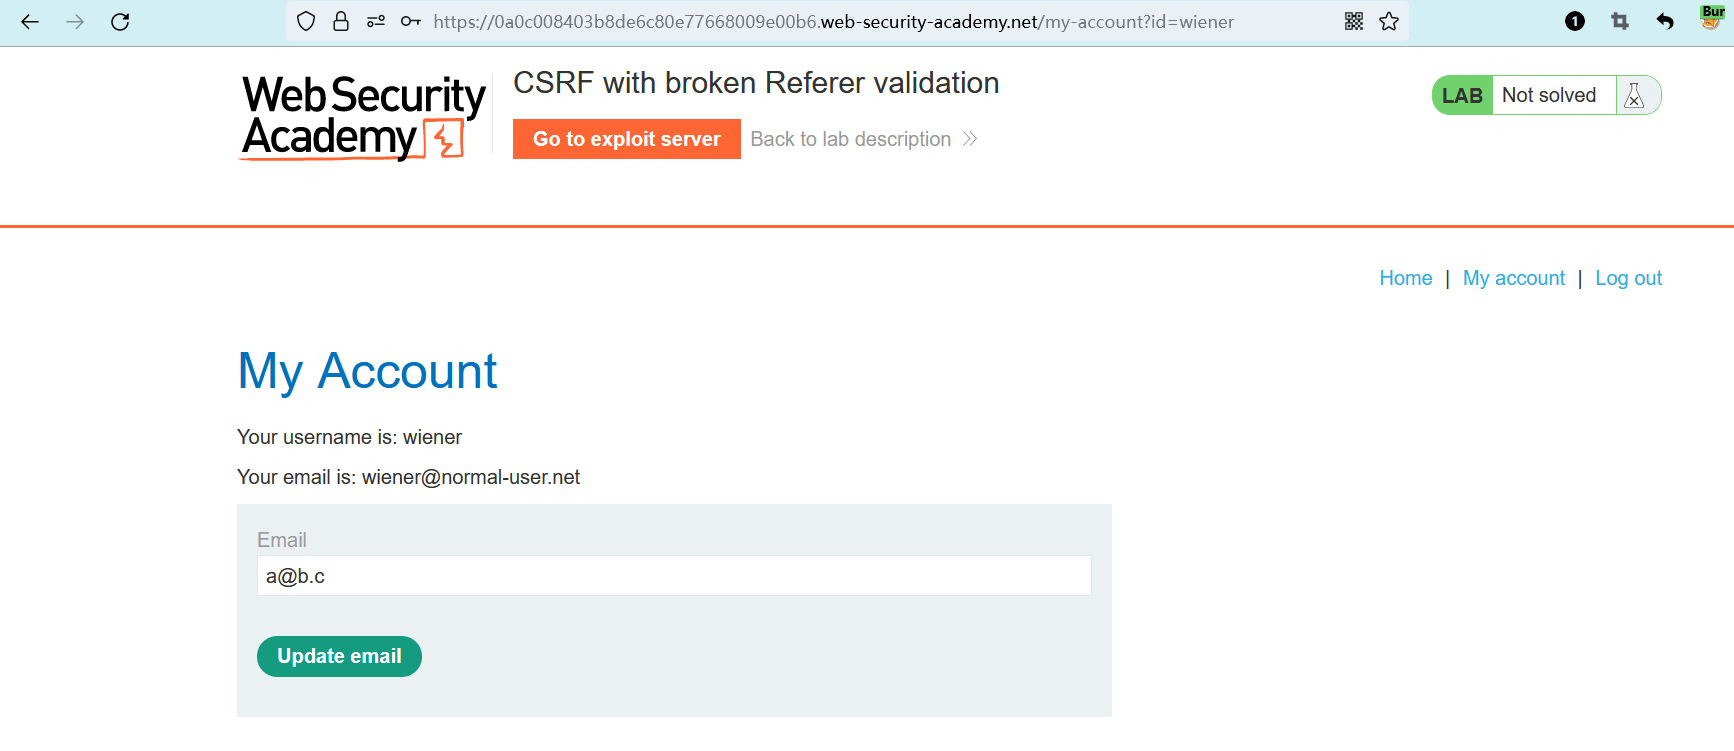 https://0a0c008403b8de6c80e77668009e00b6.web-security-academy.net/my-account?id=wiener
1
Bur
WebSecurity
Academy
CSRF with broken Referer validation
LAB Not solved
Go to exploit server
Back to lab description
Home | My account | Log out
My Account
Your username is: wiener
Your email is: wiener@normal-user.net
Email
a@b.c
Update email